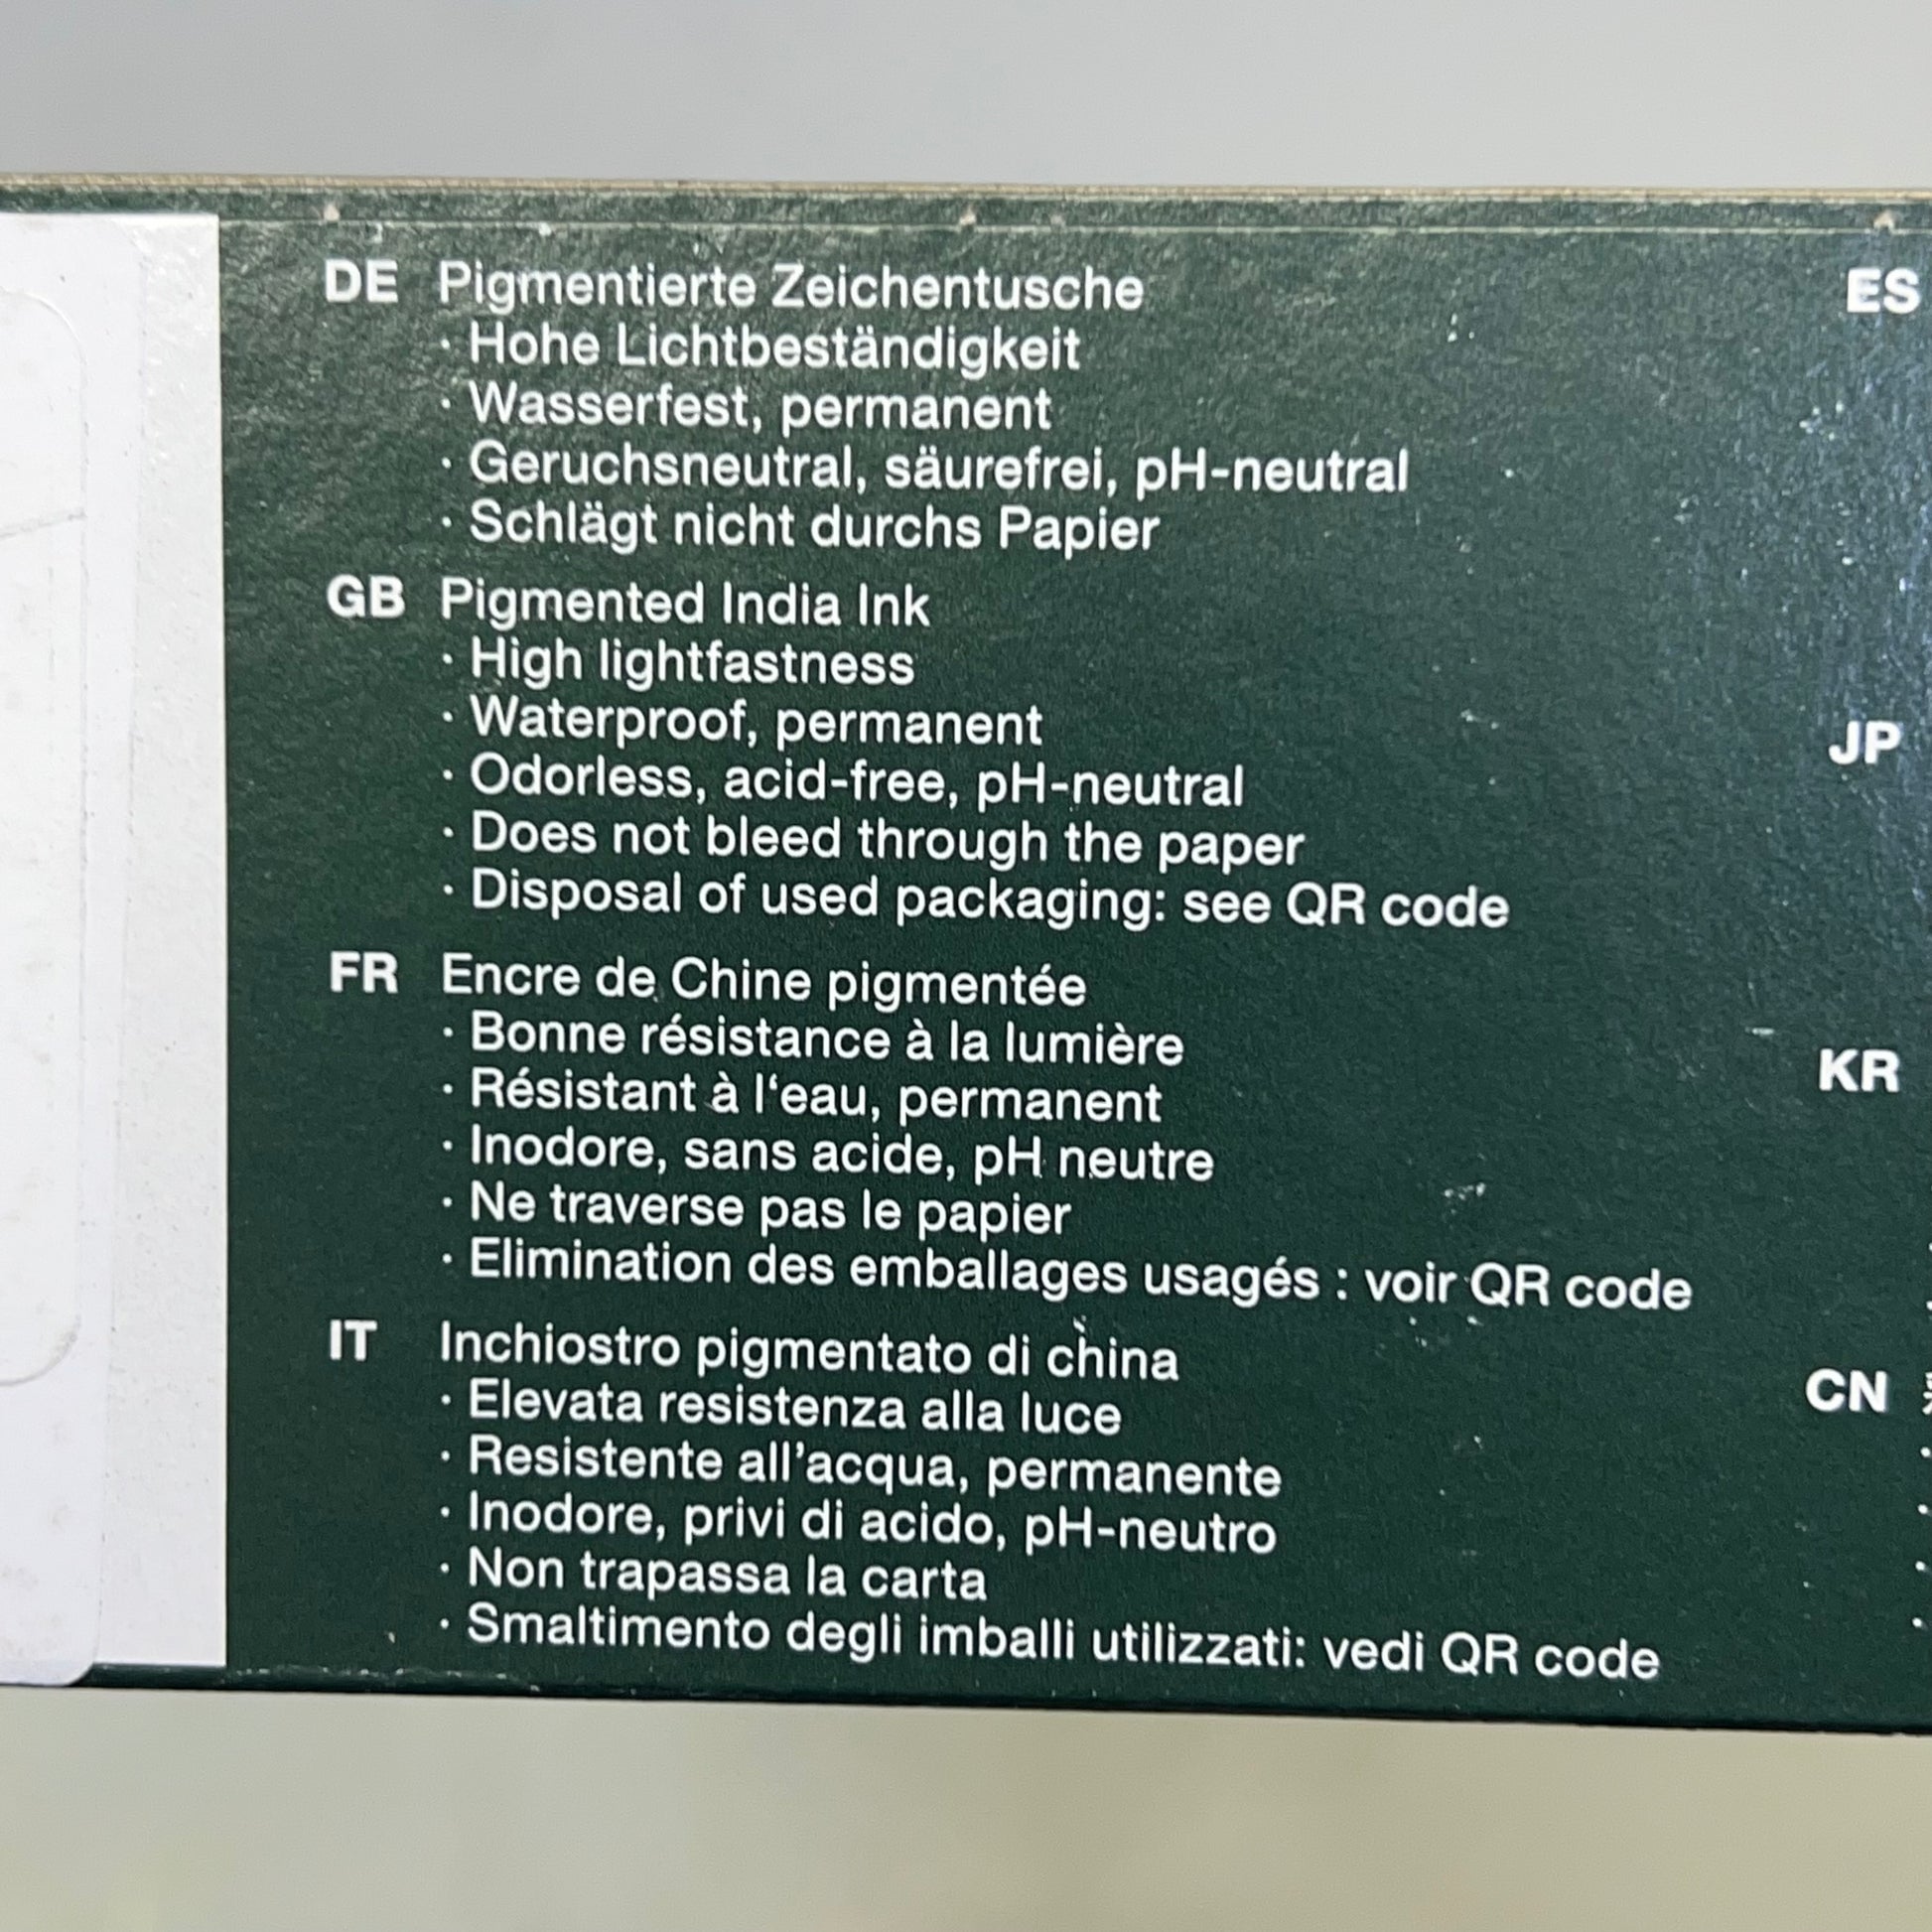 DE Pigmentierte Zeichentusche
· Hohe Lichtbeständigkeit
· Wasserfest, permanent
· Geruchsneutral, säurefrei, pH-neutral
· Schlägt nicht durchs Papier
GB Pigmented India Ink
· High lightfastness
· Waterproof, permanent
· Odorless, acid-free, pH-neutral
· Does not bleed through the paper
· Disposal of used packaging: see QR code
FR Encre de Chine pigmentée
· Bonne résistance à la lumière
· Résistant à l‘eau, permanent
· Inodore, sans acide, pH neutre
· Ne traverse pas le papier
· Elimination des emballages usagés : voir QR code
IT Inchiostro pigmentato di china
· Elevata resistenza alla luce
· Resistente all’acqua, permanente
· Inodore, privi di acido, pH-neutro
· Non trapassa la carta
· Smaltimento degli imballi utilizzati: vedi QR code
ES
JP
KR
CN